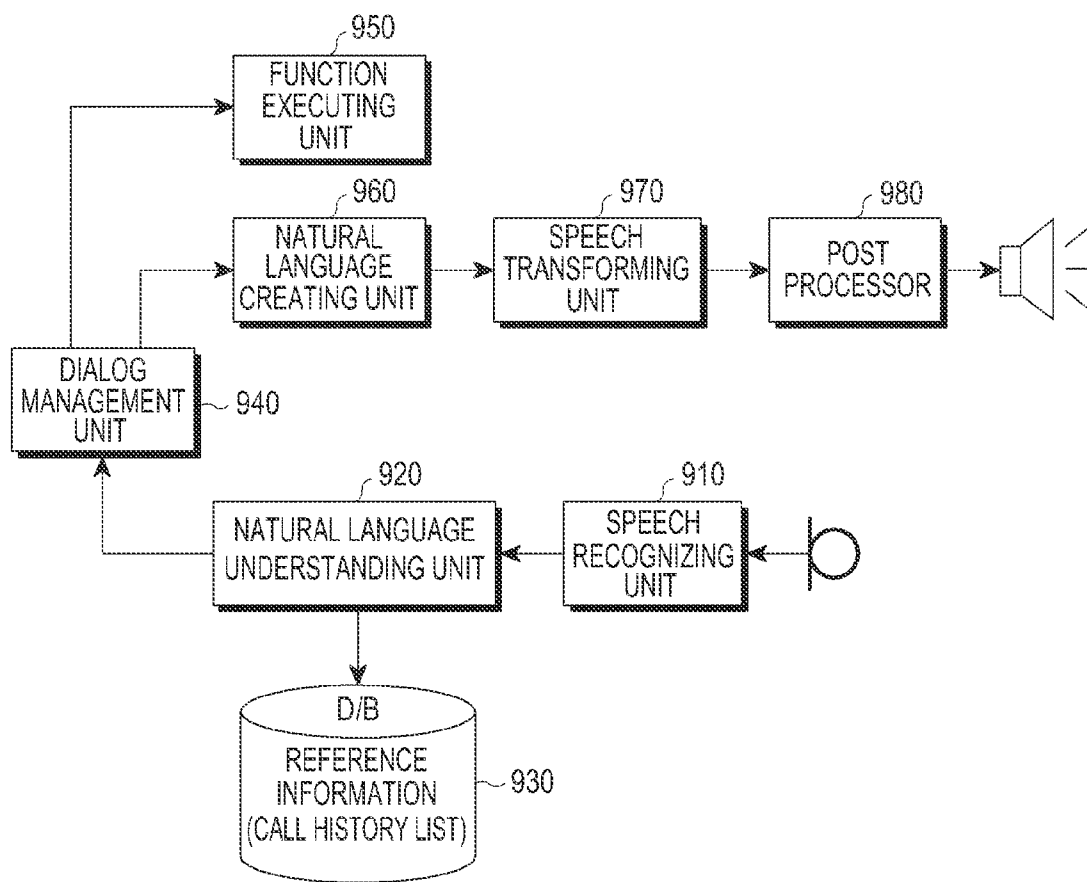 950
FUNCTION
EXECUTING
UNIT
960
NATURAL
LANGUAGE
CREATING UNIT
970
SPEECH
TRANSFORMING
UNIT
980
POST
PROCESSOR
DIALOG
MANAGEMENT
UNIT
940
920
NATURAL LANGUAGE
UNDERSTANDING UNIT
910
SPEECH
RECOGNIZING
UNIT
D/B
REFERENCE
INFORMATION
(CALL HISTORY LIST)
930